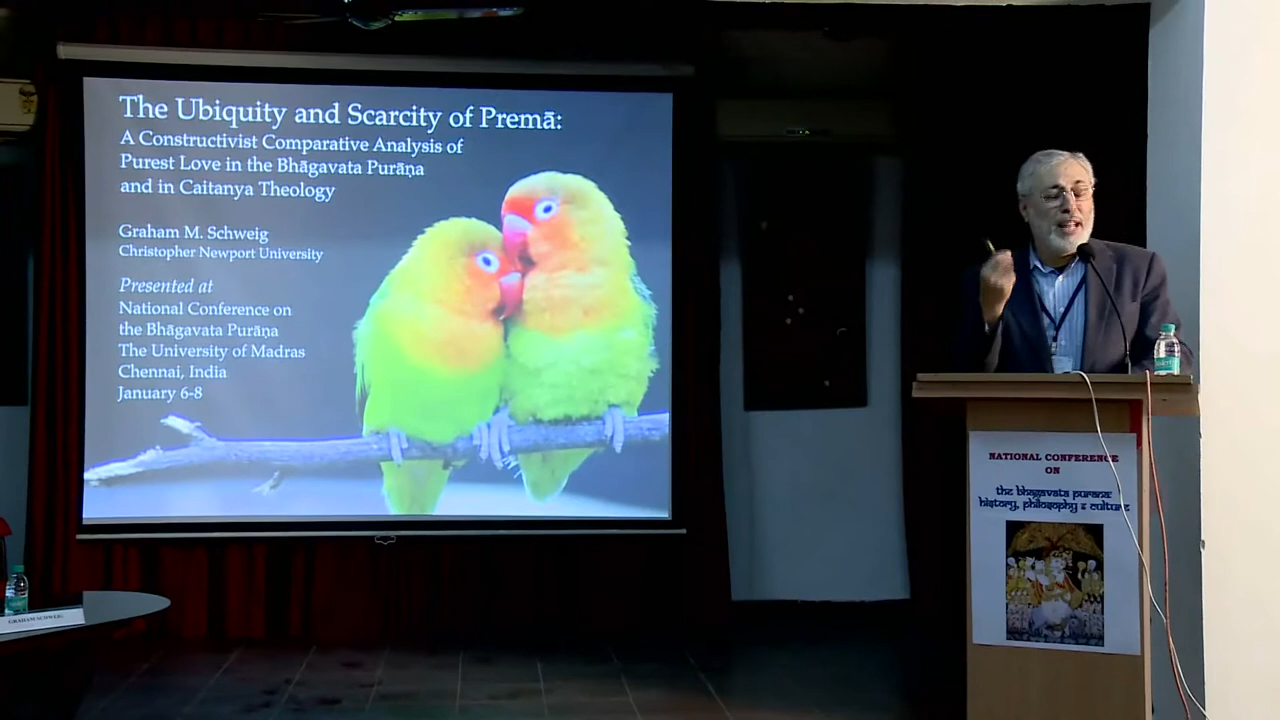 The Ubiquity and Scarcity of Premā:
A Constructivist Comparative Analysis of
Purest Love in the Bhāgavata Purāṇa
and in Caitanya Theology
Graham M. Schweig
Christopher Newport University
Presented at
National Conference on
the Bhāgavata Purāṇa
The University of Madras
Chennai, India
January 6-8
NATIONAL CONFERENCE
ON
the bhagavata purana:
history, philosophy & culture
GRAHAM SCHWEIG